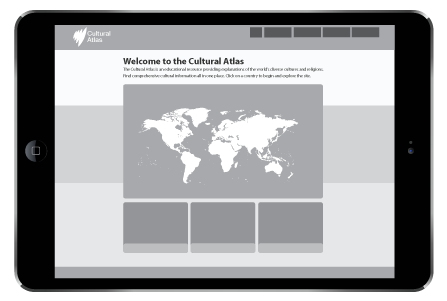 Cultural
Atlas
Welcome to the Cultural Atlas
The Cultural Atlas is an educational resource providing explanations of the world's diverse cultures and religions.
Find comprehensive cultural information all in one place. Click on a country to begin and explore the site.